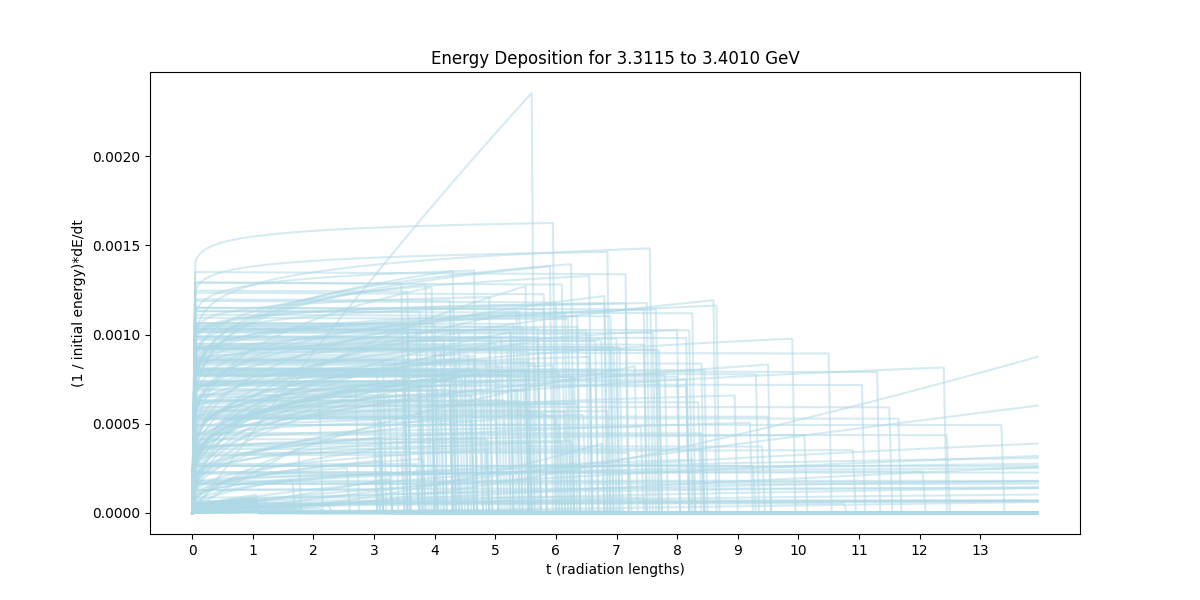 Energy Deposition for 3.3115 to 3.4010 GeV
(1 / initial energy)*dE/dt
0.0020
0.0015
0.0010
0.0005
0.0000
0 1 2 3 4 5 6 7 8 9 10 11 12 13
t (radiation lengths)